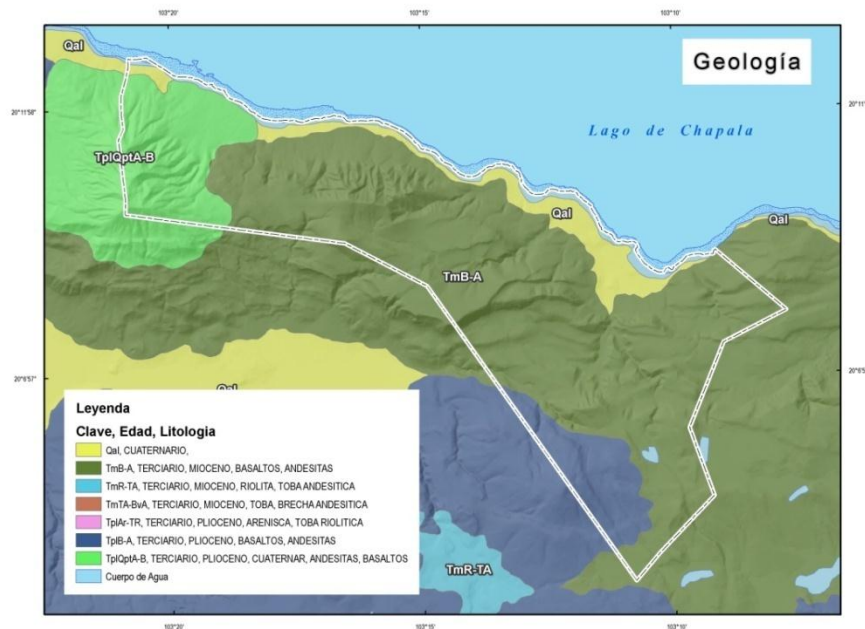 103°20'
103°15'
103°10'
Qal
Geología
20°11'58"
20°11'
Lago de Chapala
TplQptA-B
Qal
Qal
TmB-A
20°6'57"
20°6'5
Qal
Leyenda
Clave, Edad, Litología
Qal, CUATERNARIO,
TmB-A, TERCIARIO, MIOCENO, BASALTOS, ANDESITAS
TmR-TA, TERCIARIO, MIOCENO, RIOLITA, TOBA ANDESITICA
TmTA-BvA, TERCIARIO, MIOCENO, TOBA, BRECHA ANDESITICA
TplAr-TR, TERCIARIO, PLIOCENO, ARENISCA, TOBA RIOLITICA
TplB-A, TERCIARIO, PLIOCENO, BASALTOS, ANDESITAS
TplQptA-B, TERCIARIO, PLIOCENO, CUATERNAR, ANDESITAS, BASALTOS
Cuerpo de Agua
TmR-TA
103°20'
103°15'
103°10'